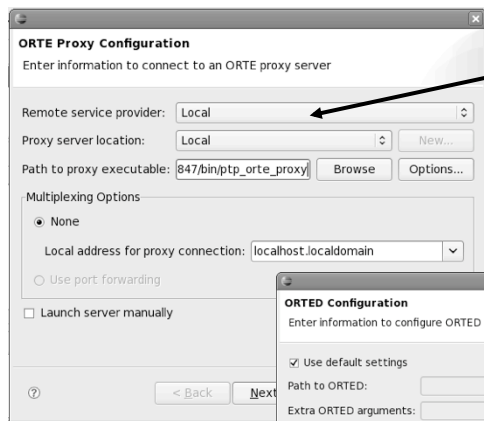 ORTE Proxy Configuration
Enter information to connect to an ORTE proxy server
Remote service provider: Local
Proxy server location: Local New...
Path to proxy executable: 847/bin/ptp_orte_proxy Browse Options...
Multiplexing Options
None
Local address for proxy connection: localhost.localdomain
Use port forwarding
Launch server manually
< Back Next
ORTED Configuration
Enter information to configure ORTED
Use default settings
Path to ORTED:
Extra ORTED arguments: